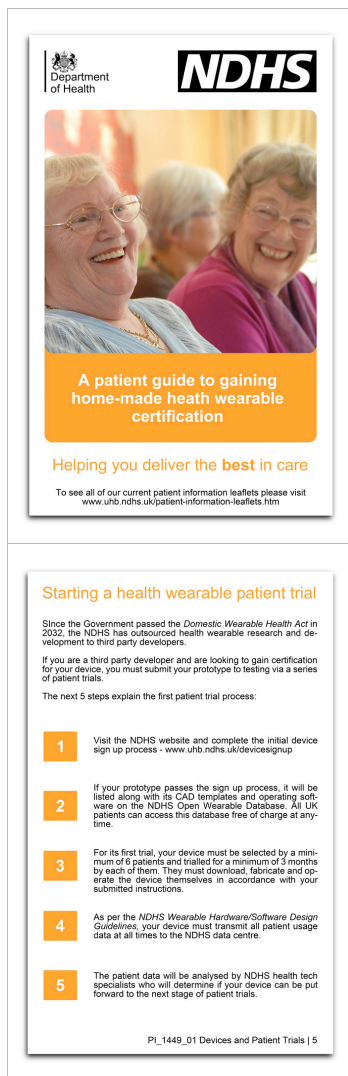 Department
of Health
NDHS
A patient guide to gaining
home-made heath wearable
certification
Helping you deliver the best in care
To see all of our current patient information leaflets please visit
www.uhb.ndhs.uk/patient-information-leaflets.htm
Starting a health wearable patient trial
SInce the Government passed the Domestic Wearable Health Act in
2032, the NDHS has outsourced health wearable research and de-
velopment to third party developers.
If you are a third party developer and are looking to gain certification
for your device, you must submit your prototype to testing via a series
of patient trials.
The next 5 steps explain the first patient trial process:
1
Visit the NDHS website and complete the initial device
sign up process - www.uhb.ndhs.uk/devicesignup
2
If your prototype passes the sign up process, it will be
listed along with its CAD templates and operating soft-
ware on the NDHS Open Wearable Database. All UK
patients can access this database free of charge at any-
time.
3
For its first trial, your device must be selected by a mini-
mum of 6 patients and trialled for a minimum of 3 months
by each of them. They must download, fabricate and op-
erate the device themselves in accordance with your
submitted instructions.
4
As per the NDHS Wearable Hardware/Software Design
Guidelines, your device must transmit all patient usage
data at all times to the NDHS data centre.
5
The patient data will be analysed by NDHS health tech
specialists who will determine if your device can be put
forward to the next stage of patient trials.
PI_1449_01 Devices and Patient Trials | 5